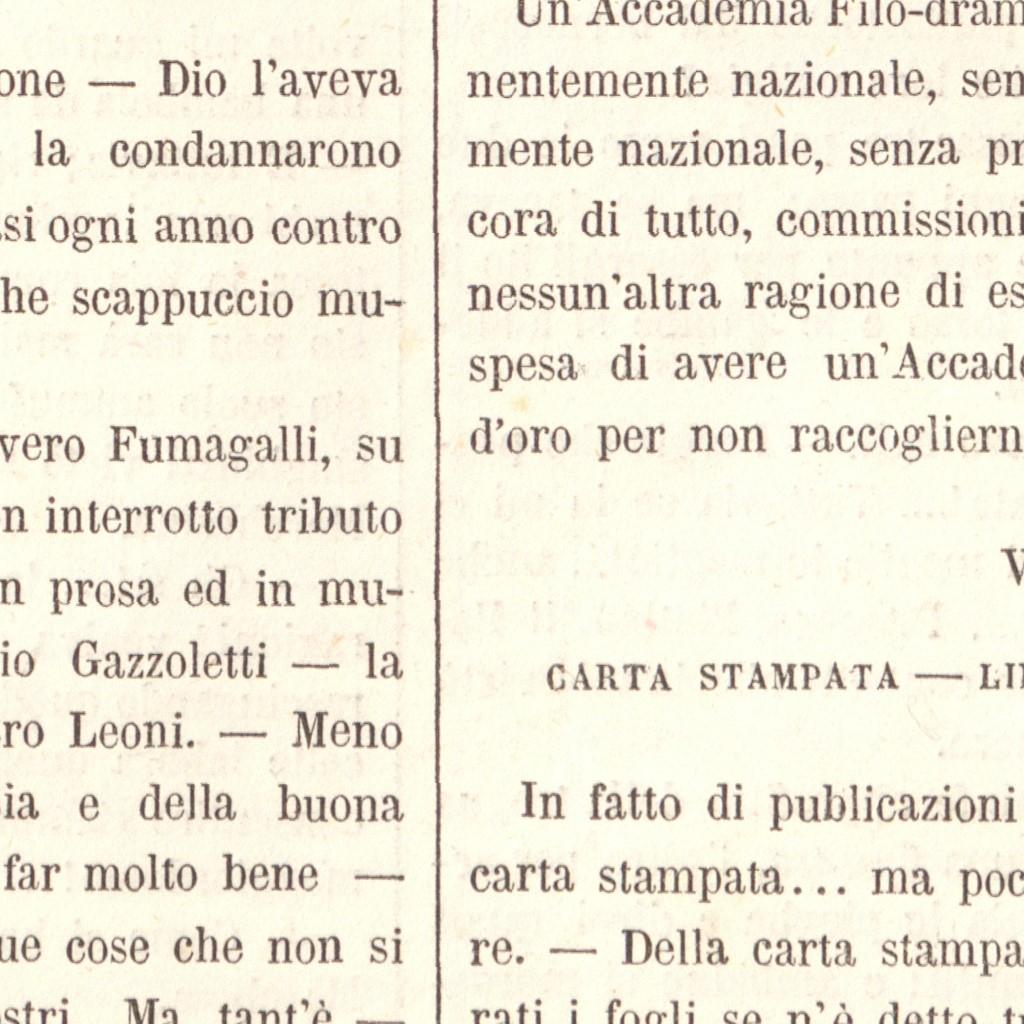 one — Dio l'aveva
la condannarono
si ogni anno contro
he scappuccio mu-
vero Fumagalli, su
n interrotto tributo
n prosa ed in mu-
io Gazzoletti — la
ro Leoni. — Meno
ia e della buona
far molto bene —
ue cose che non si
ostri. Ma tant'è —
Un'Accademia Filo-dram
nentemente nazionale, sen
mente nazionale, senza pr
cora di tutto, commissioni
nessun'altra ragione di es
spesa di avere un'Accade
d'oro per non raccogliern
V
CARTA STAMPATA — LI
In fatto di publicazioni
carta stampata... ma poc
re. — Della carta stampa
rati i fogli se n'è detto t